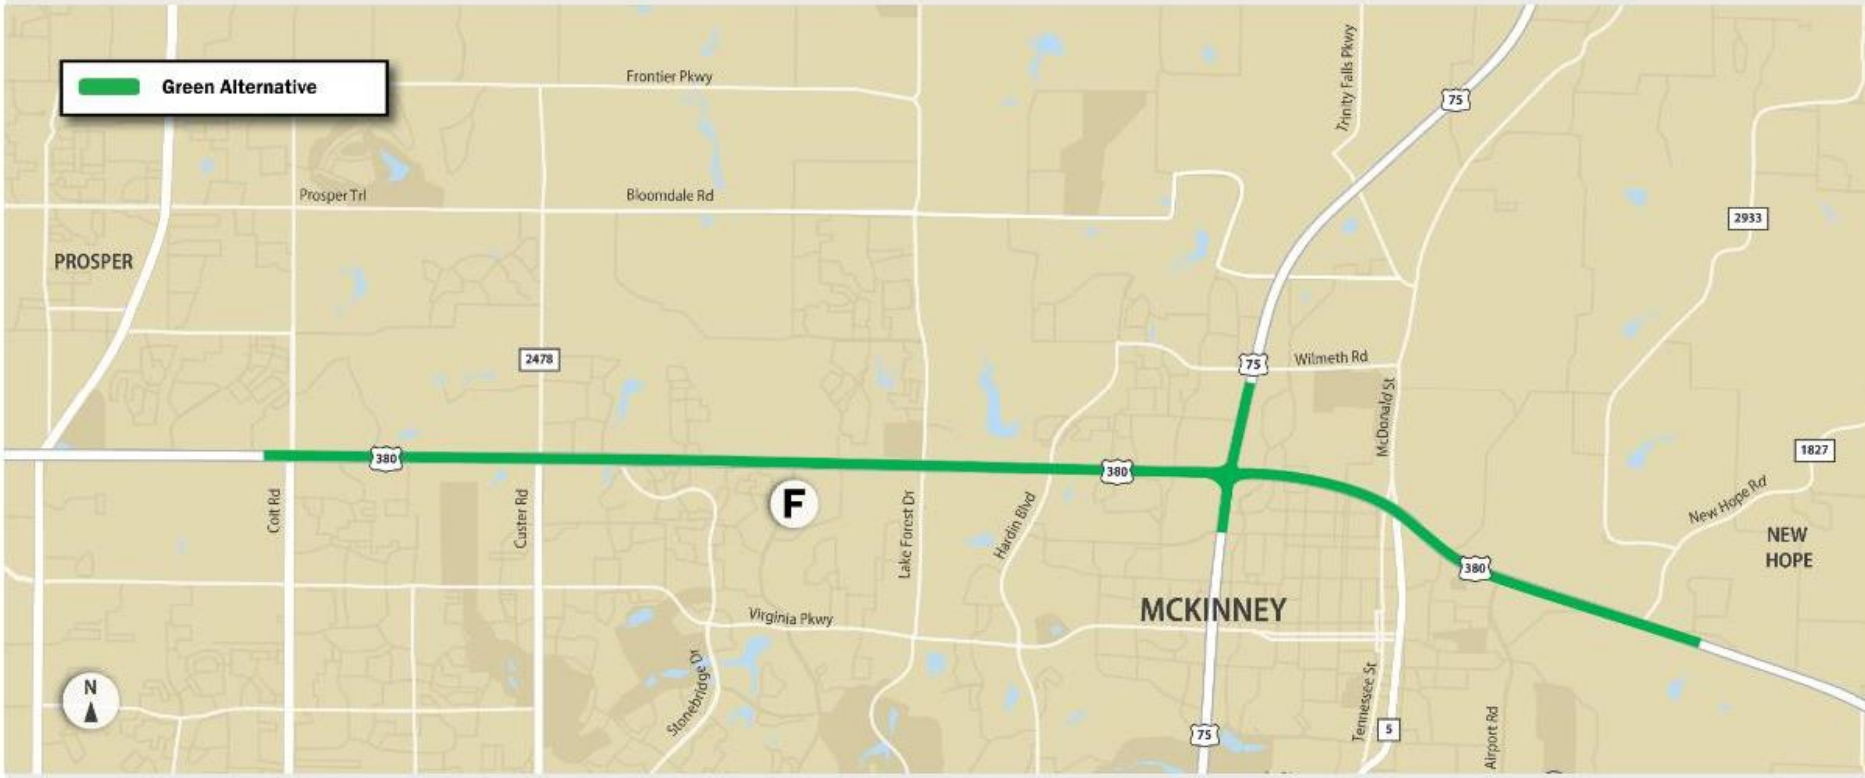 Green Alternative
Frontier Pkwy
Trinity Falls Pkwy
75
Prosper Trl
Bloomdale Rd
2933
PROSPER
2478
75
Wilmeth Rd
McDonald St
380
380
1827
Coit Rd
Custer Rd
F
Lake Forest Dr
Hardin Blvd
New Hope Rd
NEW
HOPE
380
MCKINNEY
Virginia Pkwy
Stonebridge Dr
N
75
Tennessee St
5
Airport Rd